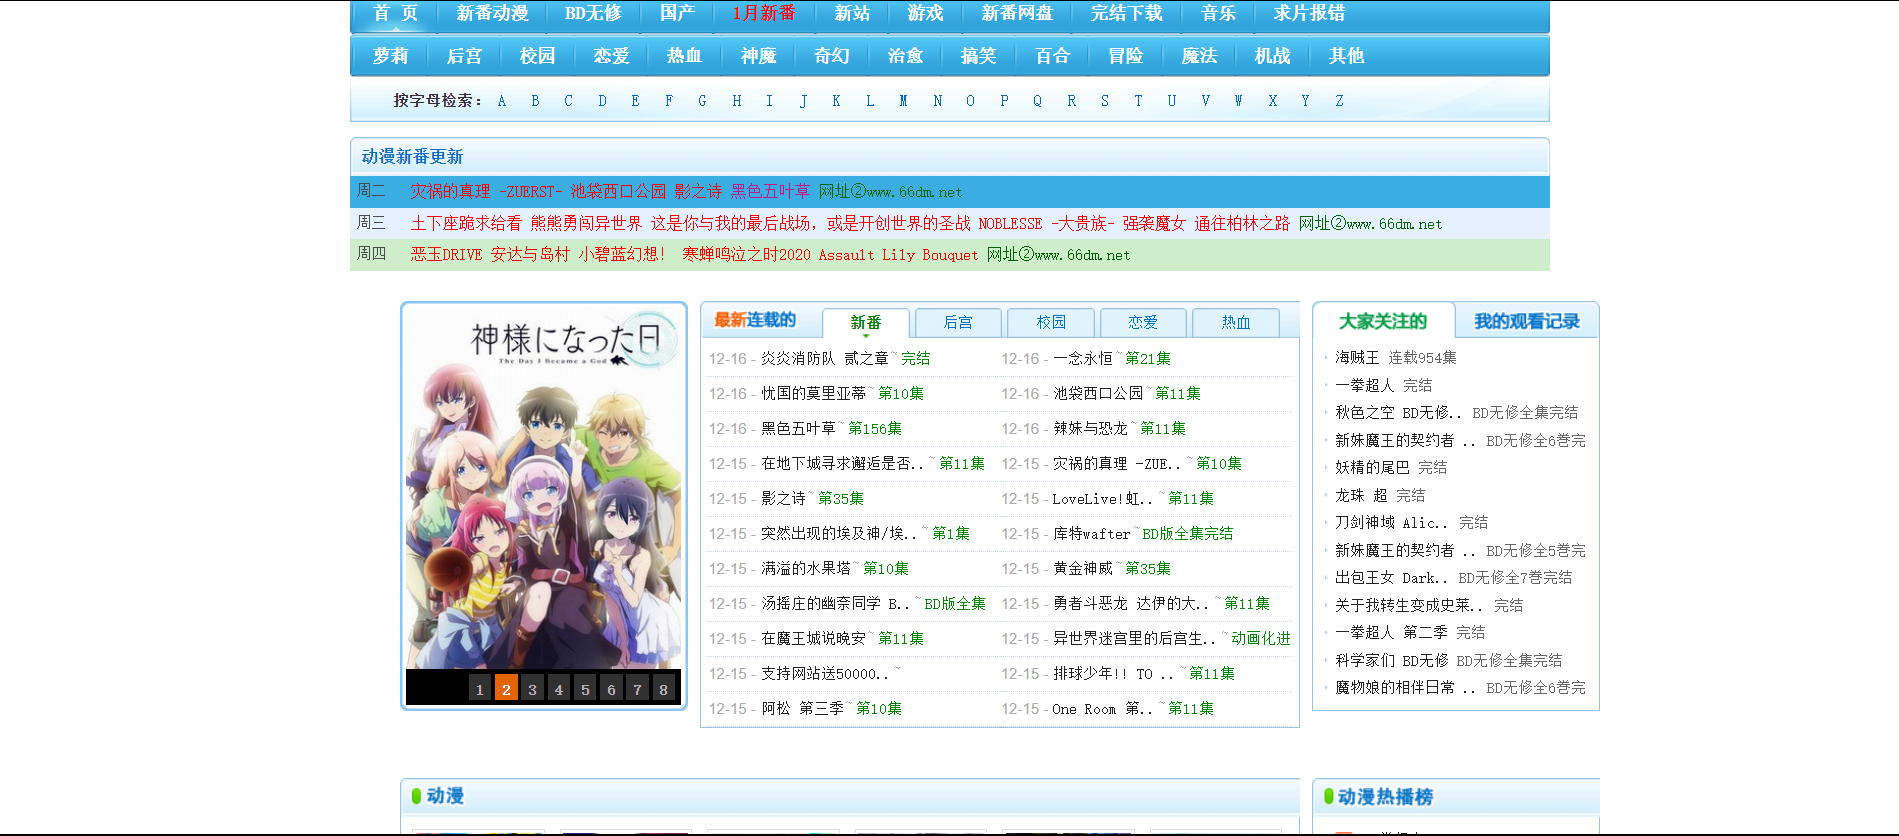 首 页 新番动漫 BD无修 国产 1月新番 新站 游戏 新番网盘 完结下载 音乐 求片报错
萝莉 后宫 校园 恋爱 热血 神魔 奇幻 治愈 搞笑 百合 冒险 魔法 机战 其他
按字母检索: A B C D E F G H I J K L M N O P Q R S T U V W X Y Z
动漫新番更新
周二 灾祸的真理 -ZUERST- 池袋西口公园 影之诗 黑色五叶草 网址②www.66dm.net
周三 土下座跪求给看 熊熊勇闯异世界 这是你与我的最后战场, 或是开创世界的圣战 NOBLESSE -大贵族- 强袭魔女 通往柏林之路 网址②www.66dm.net
周四 恶玉DRIVE 安达与岛村 小碧蓝幻想! 寒蝉鸣泣之时2020 Assault Lily Bouquet 网址②www.66dm.net
神様になった日
The Day I Became a God
1 2 3 4 5 6 7 8
最新连载的 新番 后宫 校园 恋爱 热血
12-16 - 炎炎消防队 贰之章~完结 12-16 - 一念永恒~第21集
12-16 - 忧国的莫里亚蒂~第10集 12-16 - 池袋西口公园~第11集
12-16 - 黑色五叶草~第156集 12-16 - 辣妹与恐龙~第11集
12-15 - 在地下城寻求邂逅是否..~第11集 12-15 - 灾祸的真理 -ZUE..~第10集
12-15 - 影之诗~第35集 12-15 - LoveLive!虹..~第11集
12-15 - 突然出现的埃及神/埃..~第1集 12-15 - 库特wafter~BD版全集完结
12-15 - 满溢的水果塔~第10集 12-15 - 黄金神威~第35集
12-15 - 汤摇庄的幽奈同学 B..~BD版全集 12-15 - 勇者斗恶龙 达伊的大..~第11集
12-15 - 在魔王城说晚安~第11集 12-15 - 异世界迷宫里的后宫生..~动画化进
12-15 - 支持网站送50000..~ 12-15 - 排球少年!! TO ..~第11集
12-15 - 阿松 第三季~第10集 12-15 - One Room 第..~第11集
大家关注的 我的观看记录
海贼王 连载954集
一拳超人 完结
秋色之空 BD无修.. BD无修全集完结
新妹魔王的契约者 .. BD无修全6巻完
妖精的尾巴 完结
龙珠 超 完结
刀剑神域 Alic.. 完结
新妹魔王的契约者 .. BD无修全5巻完
出包王女 Dark.. BD无修全7巻完结
关于我转生变成史莱.. 完结
一拳超人 第二季 完结
科学家们 BD无修 BD无修全集完结
魔物娘的相伴日常 .. BD无修全6巻完
动漫
动漫热播榜